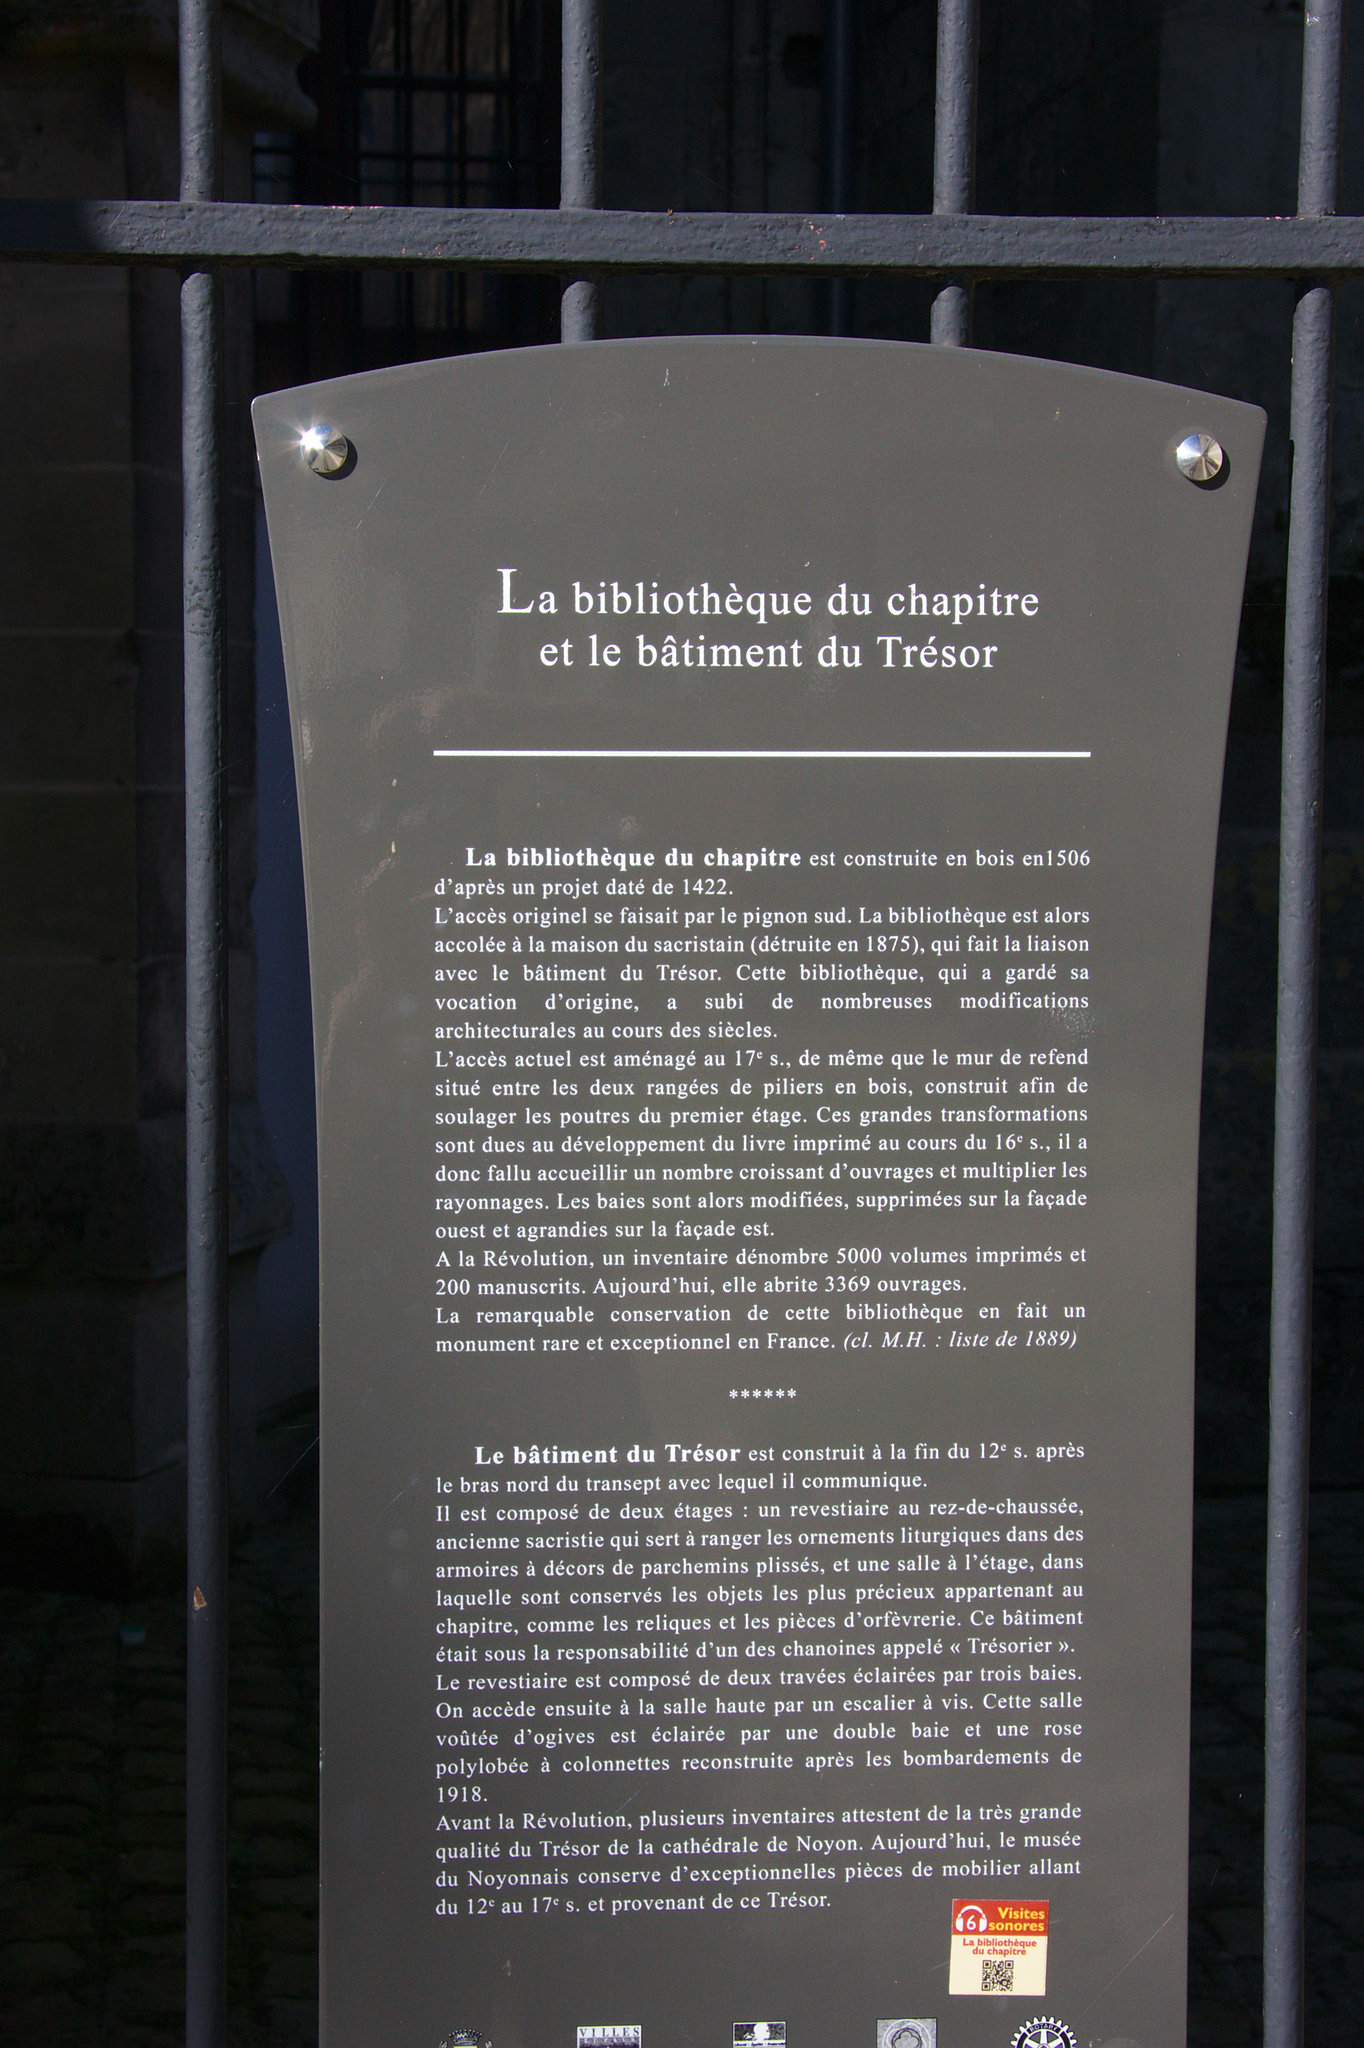 La bibliothèque du chapitre
et le bâtiment du Trésor
La bibliothèque du chapitre est construite en bois en1506
d'après un projet daté de 1422.
L'accès originel se faisait par le pignon sud. La bibliothèque est alors
accolée à la maison du sacristain (détruite en 1875), qui fait la liaison
avec le bâtiment du Trésor. Cette bibliothèque, qui a gardé sa
vocation d'origine, a subi de nombreuses modifications
architecturales au cours des siècles.
L'accès actuel est aménagé au 17e s., de même que le mur de refend
situé entre les deux rangées de piliers en bois, construit afin de
soulager les poutres du premier étage. Ces grandes transformations
sont dues au développement du livre imprimé au cours du 16e s., il a
donc fallu accueillir un nombre croissant d'ouvrages et multiplier les
rayonnages. Les baies sont alors modifiées, supprimées sur la façade
ouest et agrandies sur la façade est.
A la Révolution, un inventaire dénombre 5000 volumes imprimés et
200 manuscrits. Aujourd'hui, elle abrite 3369 ouvrages.
La remarquable conservation de cette bibliothèque en fait un
monument rare et exceptionnel en France. (cl. M.H. : liste de 1889)
******
Le bâtiment du Trésor est construit à la fin du 12e s. après
le bras nord du transept avec lequel il communique.
Il est composé de deux étages : un revestiaire au rez-de-chaussée,
ancienne sacristie qui sert à ranger les ornements liturgiques dans des
armoires à décors de parchemins plissés, et une salle à l'étage, dans
laquelle sont conservés les objets les plus précieux appartenant au
chapitre, comme les reliques et les pièces d'orfèvrerie. Ce bâtiment
était sous la responsabilité d'un des chanoines appelé « Trésorier ».
Le revestiaire est composé de deux travées éclairées par trois baies.
On accède ensuite à la salle haute par un escalier à vis. Cette salle
voûtée d'ogives est éclairée par une double baie et une rose
polylobée à colonnettes reconstruite après les bombardements de
1918.
Avant la Révolution, plusieurs inventaires attestent de la très grande
qualité du Trésor de la cathédrale de Noyon. Aujourd'hui, le musée
du Noyonnais conserve d'exceptionnelles pièces de mobilier allant
du 12e au 17e s. et provenant de ce Trésor.
6 Visites
sonores
La bibliothèque
du chapitre
VILLES
ROTARY